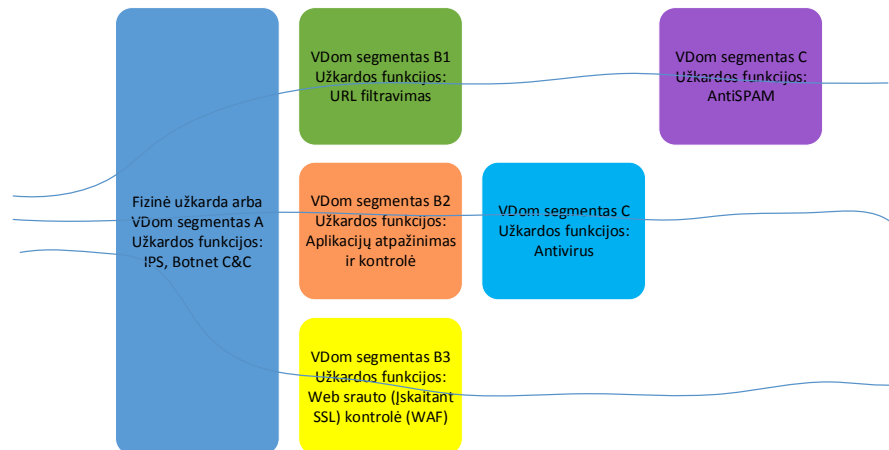 Fizinė užkarda arba
VDom segmentas A
Užkardos funkcijos:
IPS, Botnet C&C
VDom segmentas B1
Užkardos funkcijos:
URL filtravimas
VDom segmentas C
Užkardos funkcijos:
AntiSPAM
VDom segmentas B2
Užkardos funkcijos:
Aplikacijų atpažinimas
ir kontrolė
VDom segmentas C
Užkardos funkcijos:
Antivirus
VDom segmentas B3
Užkardos funkcijos:
Web srauto (Įskaitant
SSL) kontrolė (WAF)